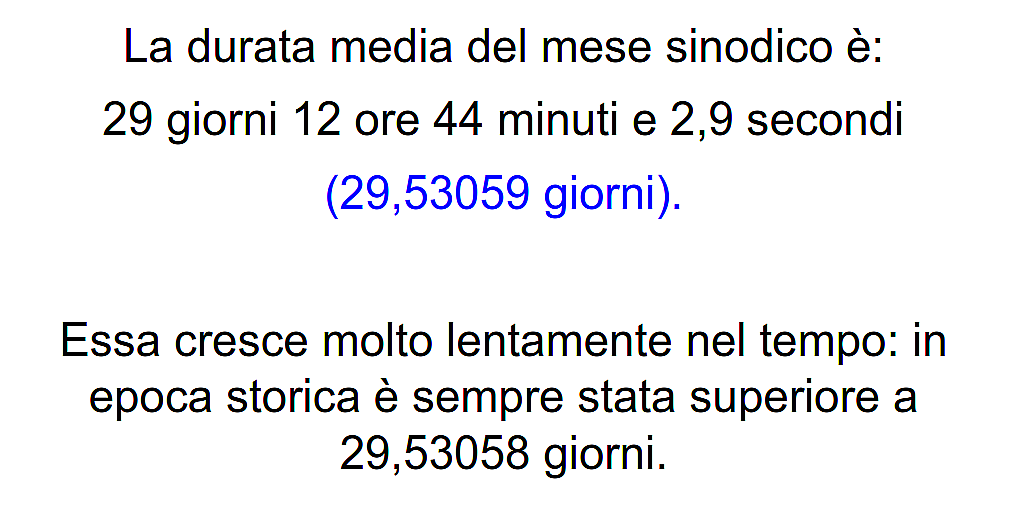 La durata media del mese sinodico è:
29 giorni 12 ore 44 minuti e 2,9 secondi
(29,53059 giorni).
Essa cresce molto lentamente nel tempo: in
epoca storica è sempre stata superiore a
29,53058 giorni.